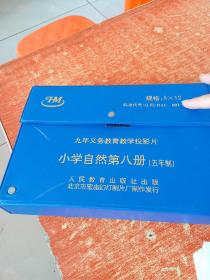 HM
规格:8×12
九年义务教育教学投影片
小学自然第八册(五年制)
人民教育出版社出版
北京市宏达幻灯制片厂制作发行